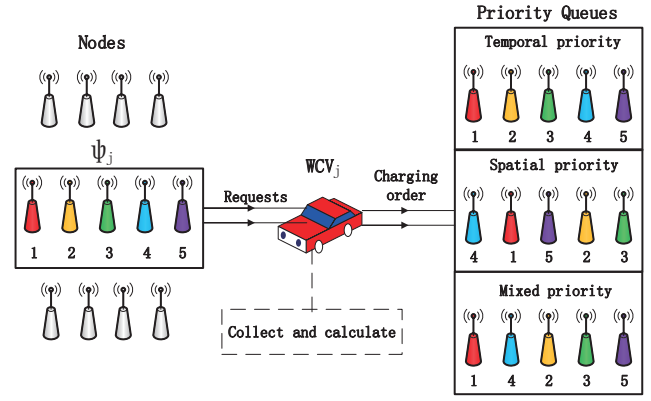 Priority Queues
Nodes
Temporal priority
1 2 3 4 5
ψj
WCVj
Requests
Charging
order
1 2 3 4 5
Spatial priority
4 1 5 2 3
Collect and calculate
Mixed priority
1 4 2 3 5